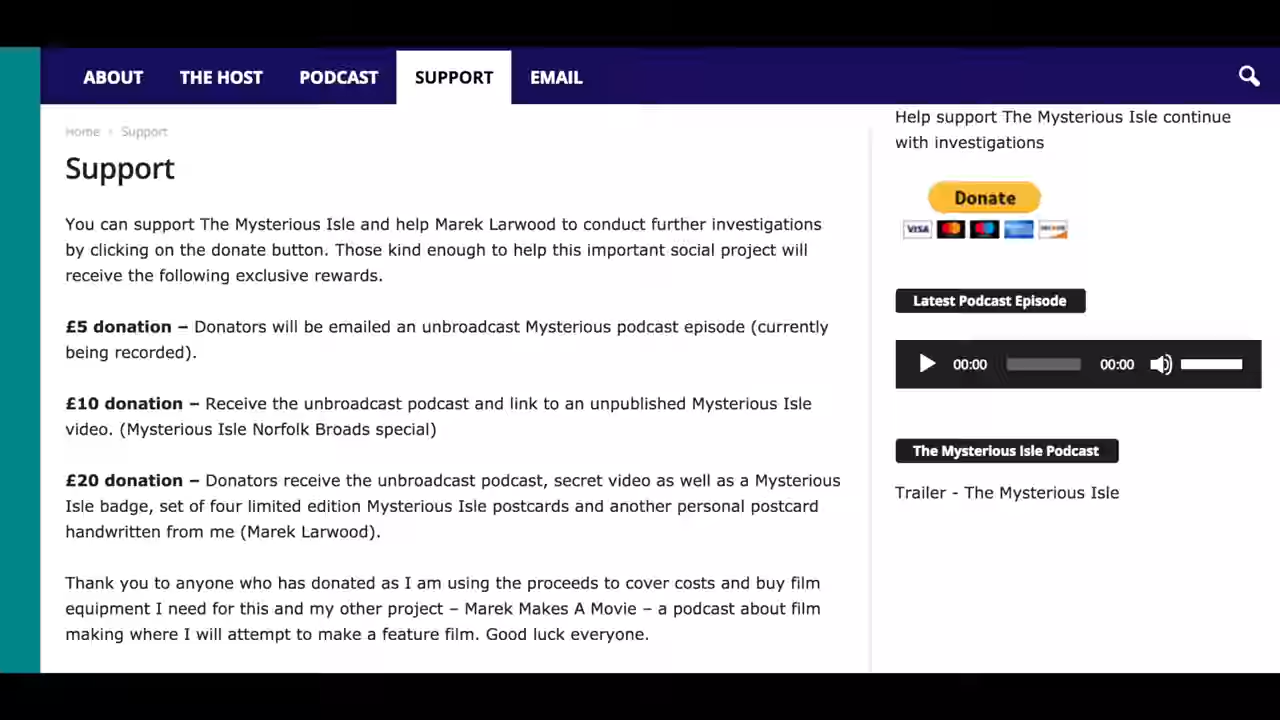 ABOUT THE HOST PODCAST SUPPORT EMAIL
Home › Support
Support
You can support The Mysterious Isle and help Marek Larwood to conduct further investigations
by clicking on the donate button. Those kind enough to help this important social project will
receive the following exclusive rewards.
£5 donation – Donators will be emailed an unbroadcast Mysterious podcast episode (currently
being recorded).
£10 donation – Receive the unbroadcast podcast and link to an unpublished Mysterious Isle
video. (Mysterious Isle Norfolk Broads special)
£20 donation – Donators receive the unbroadcast podcast, secret video as well as a Mysterious
Isle badge, set of four limited edition Mysterious Isle postcards and another personal postcard
handwritten from me (Marek Larwood).
Thank you to anyone who has donated as I am using the proceeds to cover costs and buy film
equipment I need for this and my other project – Marek Makes A Movie – a podcast about film
making where I will attempt to make a feature film. Good luck everyone.
Help support The Mysterious Isle continue
with investigations
Donate
VISA
Latest Podcast Episode
00:00 00:00
The Mysterious Isle Podcast
Trailer - The Mysterious Isle